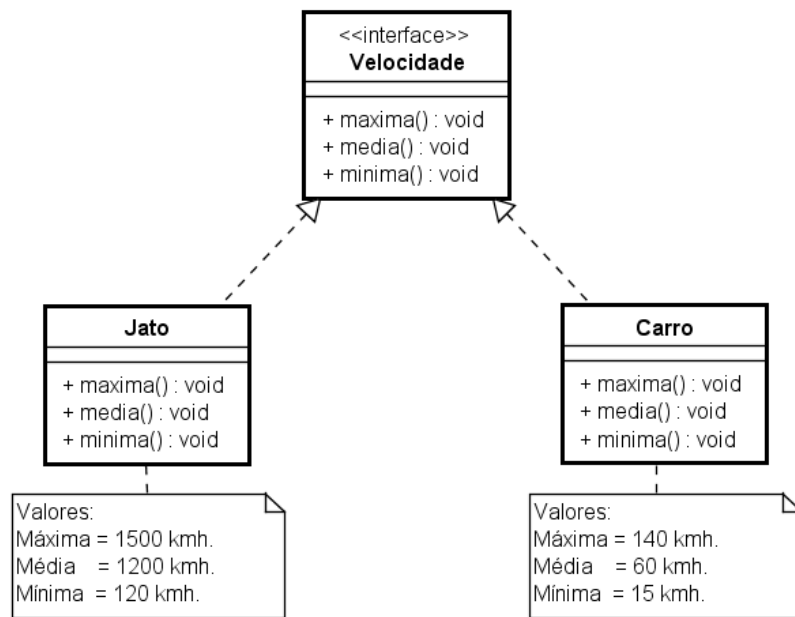 <<interface>>
Velocidade
+ maxima() : void
+ media() : void
+ minima() : void
Jato
+ maxima() : void
+ media() : void
+ minima() : void
Valores:
Máxima = 1500 kmh.
Média = 1200 kmh.
Mínima = 120 kmh.
Carro
+ maxima() : void
+ media() : void
+ minima() : void
Valores:
Máxima = 140 kmh.
Média = 60 kmh.
Mínima = 15 kmh.